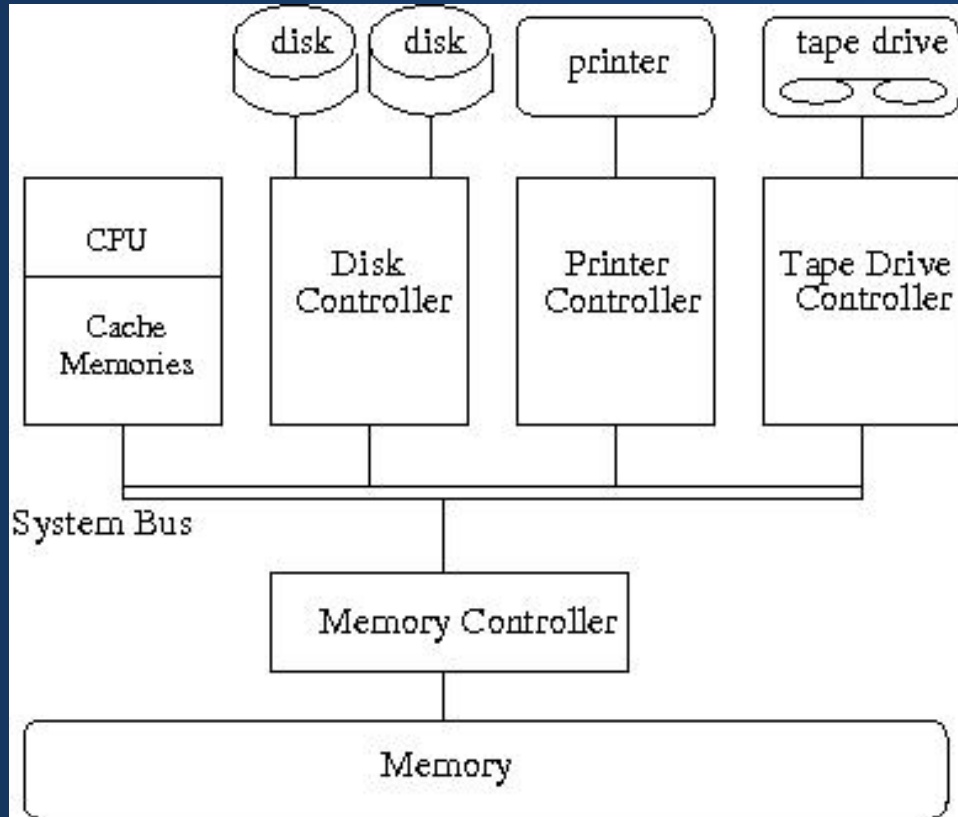 disk
disk
printer
tape drive
CPU
Cache
Memories
Disk
Controller
Printer
Controller
Tape Drive
Controller
System Bus
Memory Controller
Memory